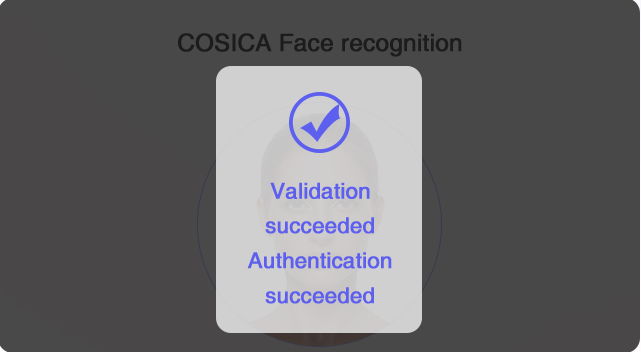 COSICA Face recognition
Validation
succeeded
Authentication
succeeded